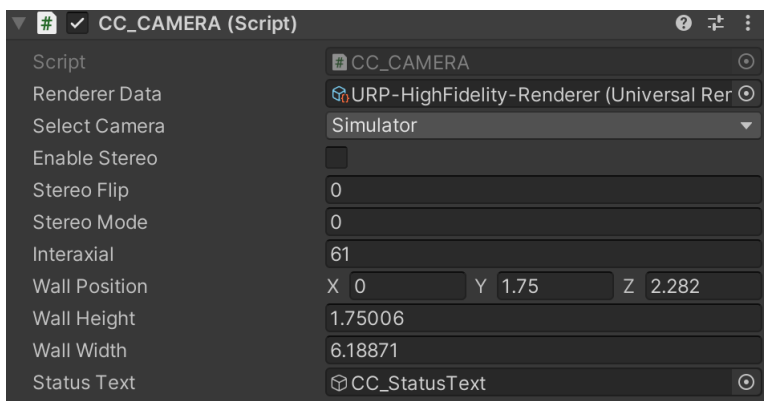 CC_CAMERA (Script)
Script CC_CAMERA
Renderer Data URP-HighFidelity-Renderer (Universal Rer
Select Camera Simulator
Enable Stereo
Stereo Flip 0
Stereo Mode 0
Interaxial 61
Wall Position X 0 Y 1.75 Z 2.282
Wall Height 1.75006
Wall Width 6.18871
Status Text CC_StatusText